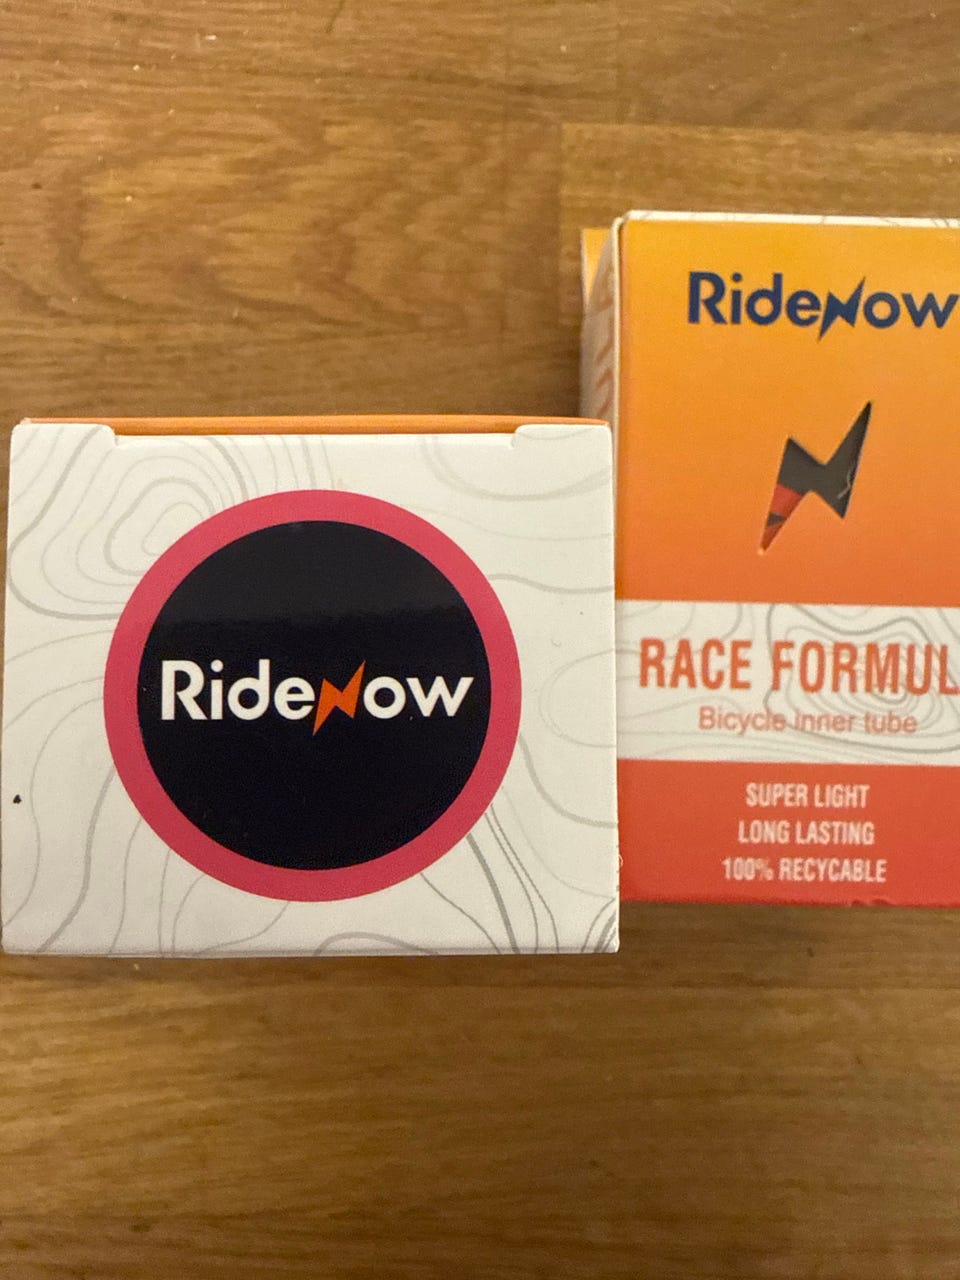 RideNow
RideNow
RACE FORMUL
Bicycle inner tube
SUPER LIGHT
LONG LASTING
100% RECYCABLE